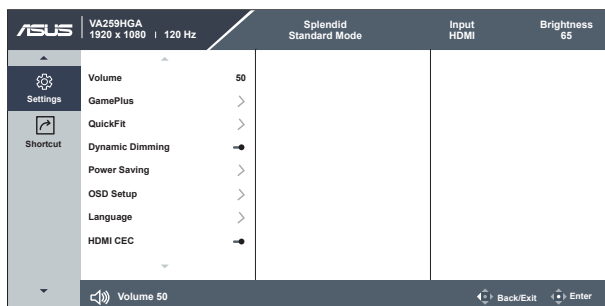 ASUS
VA259HGA
1920 x 1080 | 120 Hz
Splendid
Standard Mode
Input
HDMI
Brightness
65
Settings
Shortcut
Volume 50
GamePlus
QuickFit
Dynamic Dimming
Power Saving
OSD Setup
Language
HDMI CEC
Volume 50
Back/Exit
Enter